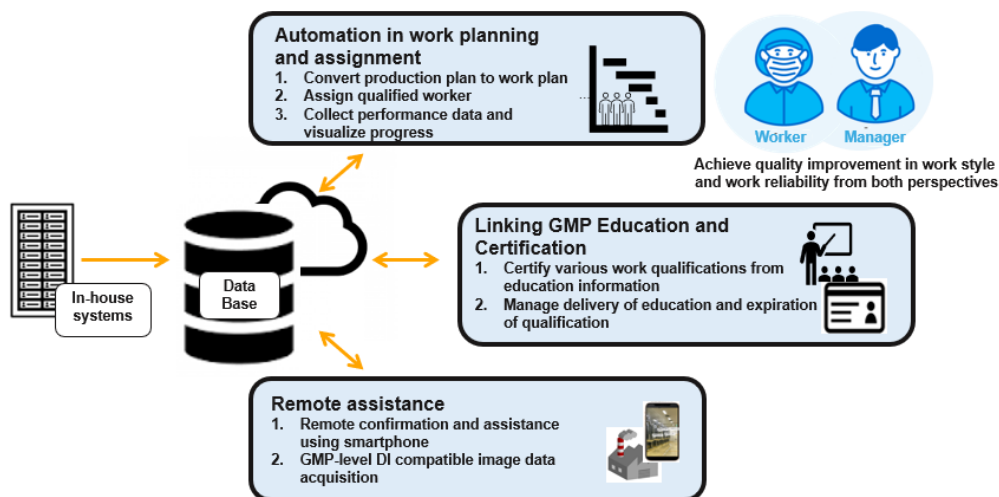 Automation in work planning
and assignment
1. Convert production plan to work plan
2. Assign qualified worker
3. Collect performance data and
visualize progress
Worker
Manager
Achieve quality improvement in work style
and work reliability from both perspectives
In-house
systems
Data
Base
Linking GMP Education and
Certification
1. Certify various work qualifications from
education information
2. Manage delivery of education and expiration
of qualification
Remote assistance
1. Remote confirmation and assistance
using smartphone
2. GMP-level DI compatible image data
acquisition